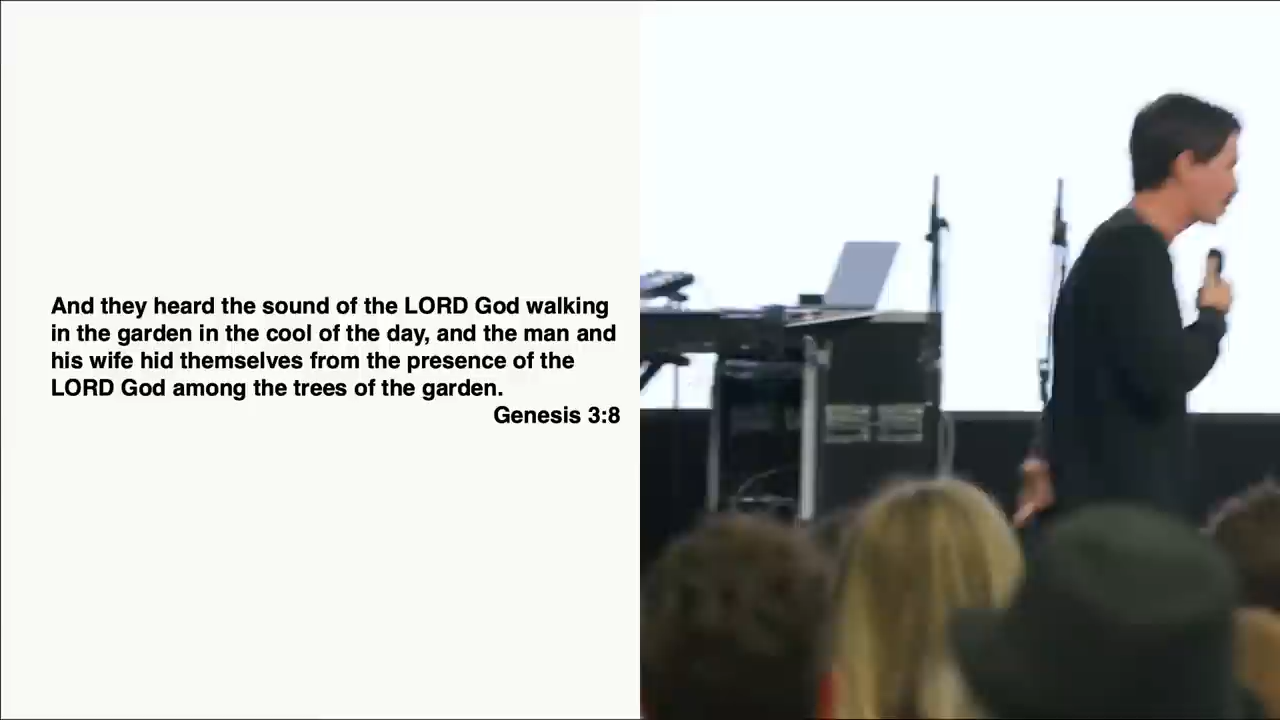 And they heard the sound of the LORD God walking
in the garden in the cool of the day, and the man and
his wife hid themselves from the presence of the
LORD God among the trees of the garden.
Genesis 3:8